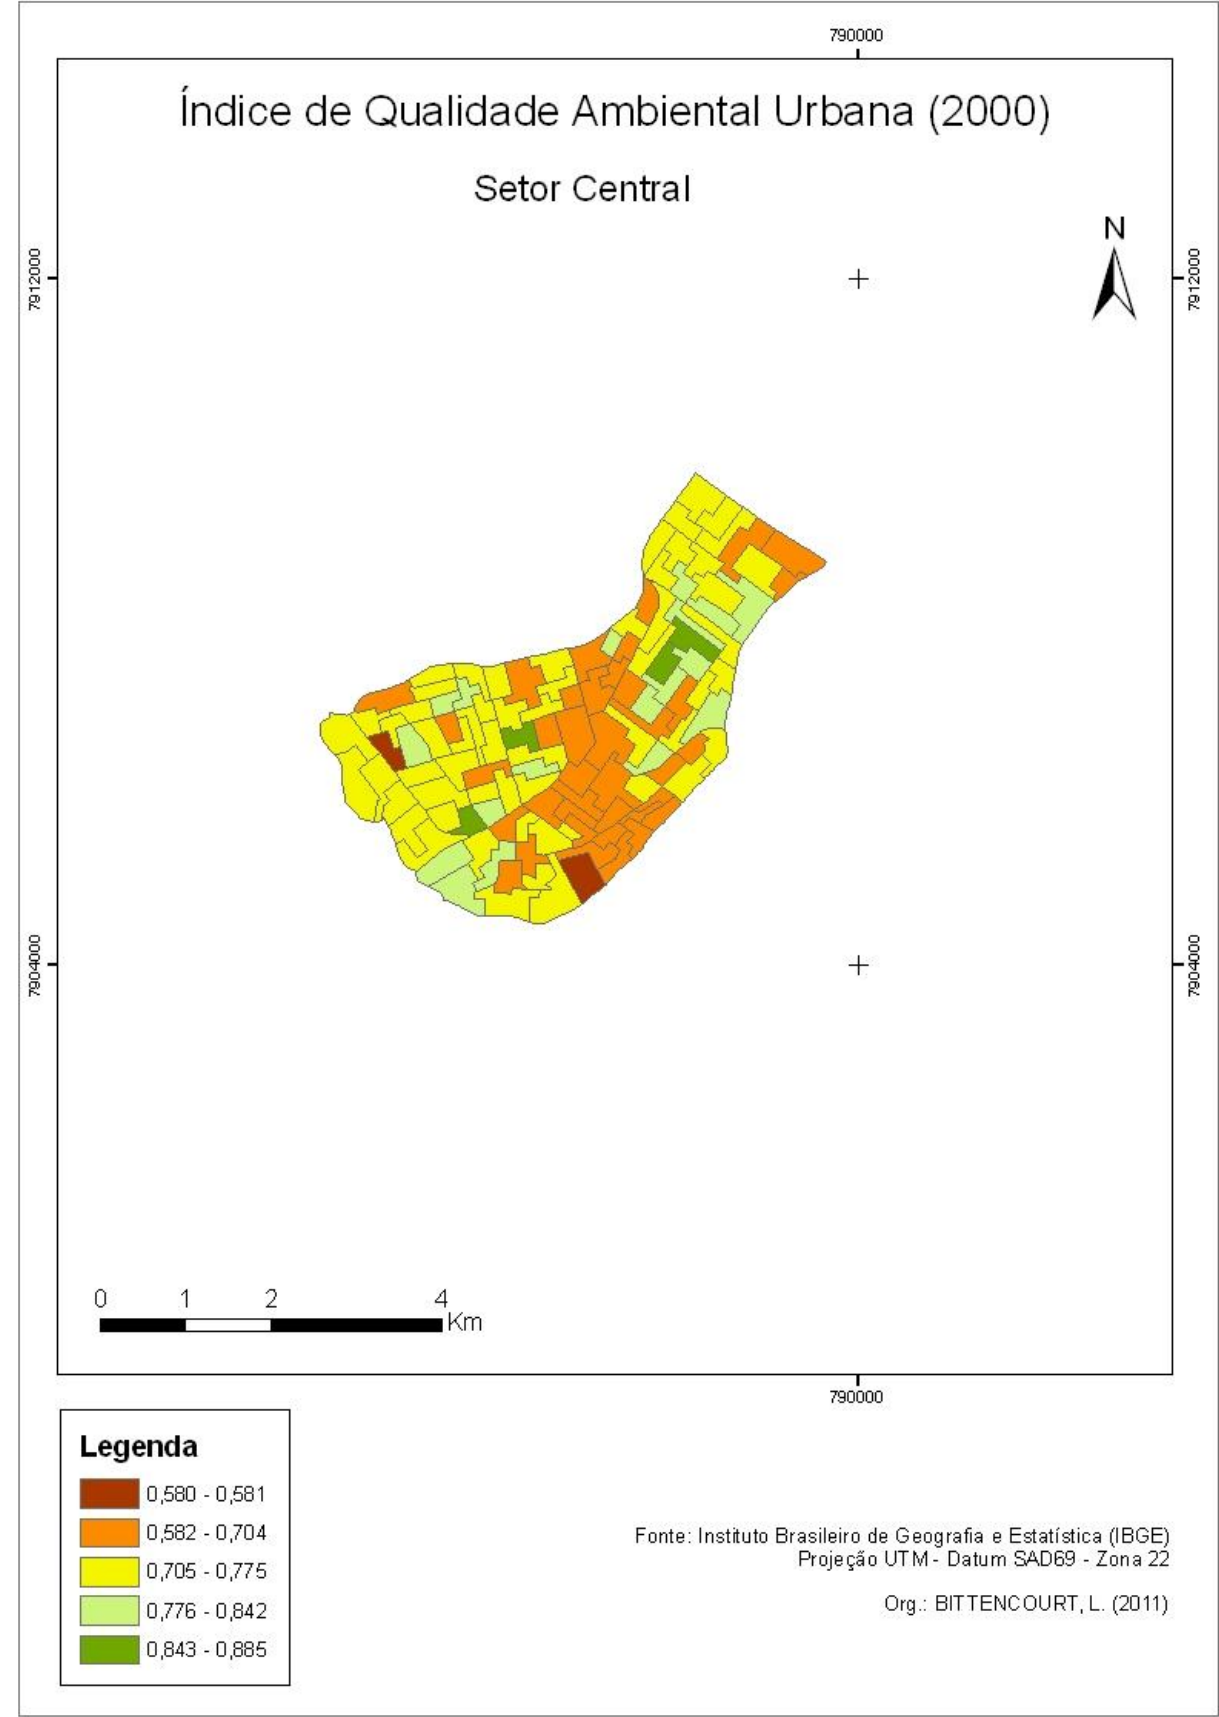 790000
Índice de Qualidade Ambiental Urbana (2000)
Setor Central
N
7912000
7912000
7904000
7904000
0 1 2 4
Km
790000
Legenda
0,580 - 0,581
0,582 - 0,704
0,705 - 0,775
0,776 - 0,842
0,843 - 0,885
Fonte: Instituto Brasileiro de Geografia e Estatística (IBGE)
Projeção UTM - Datum SAD69 - Zona 22
Org.: BITTENCOURT, L. (2011)